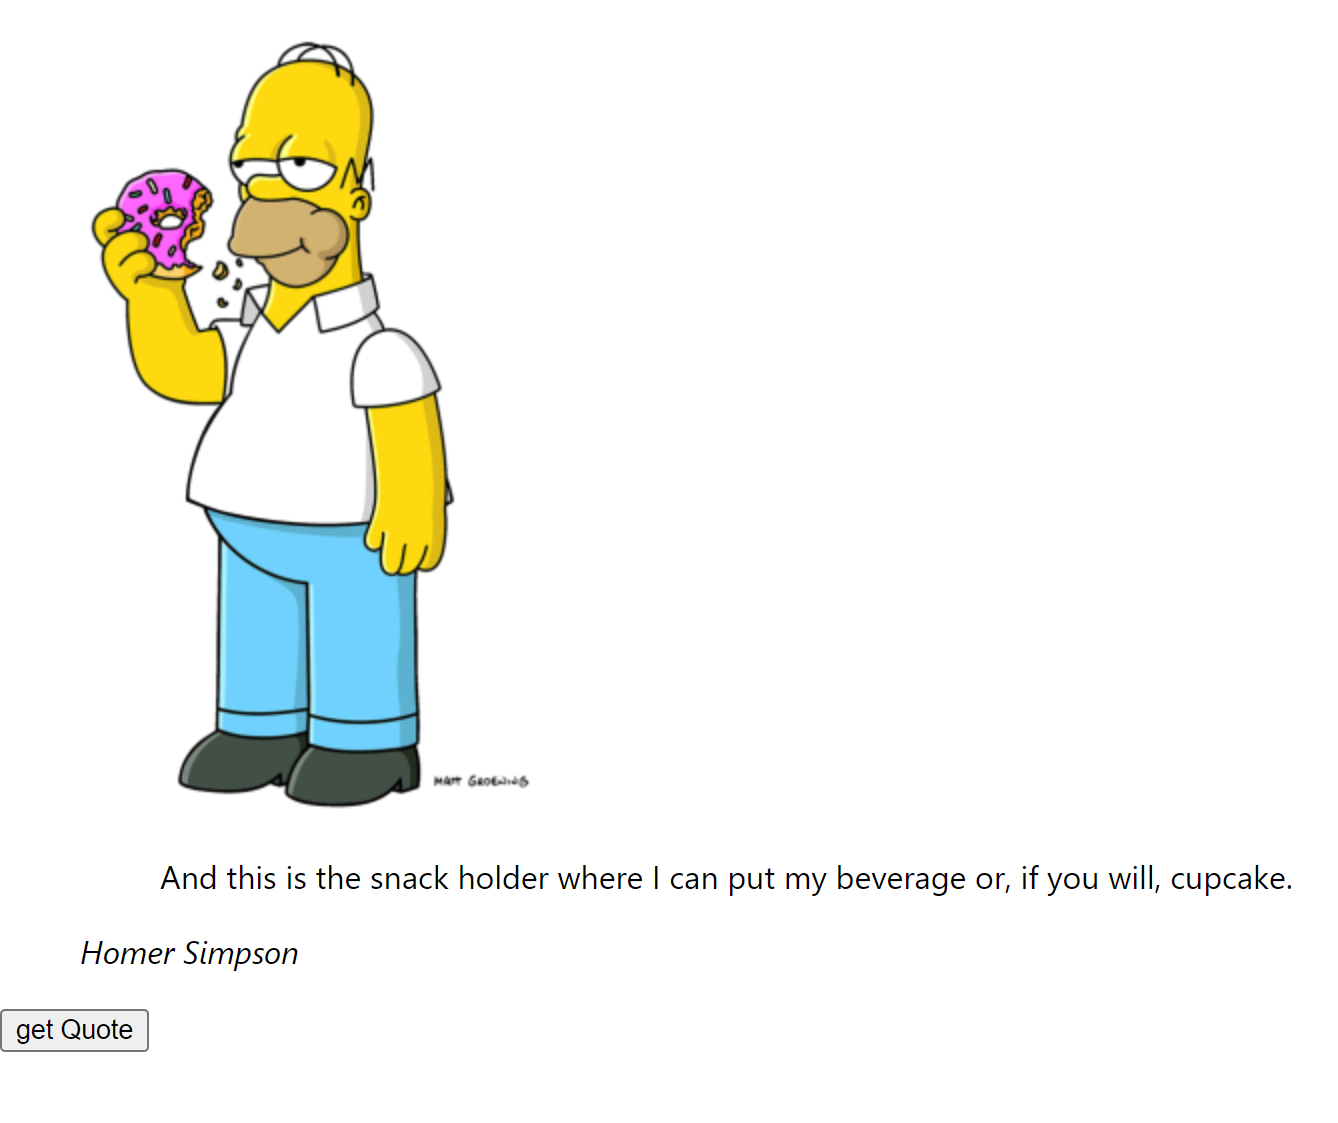 MATT GROENING
And this is the snack holder where I can put my beverage or, if you will, cupcake.
Homer Simpson
get Quote